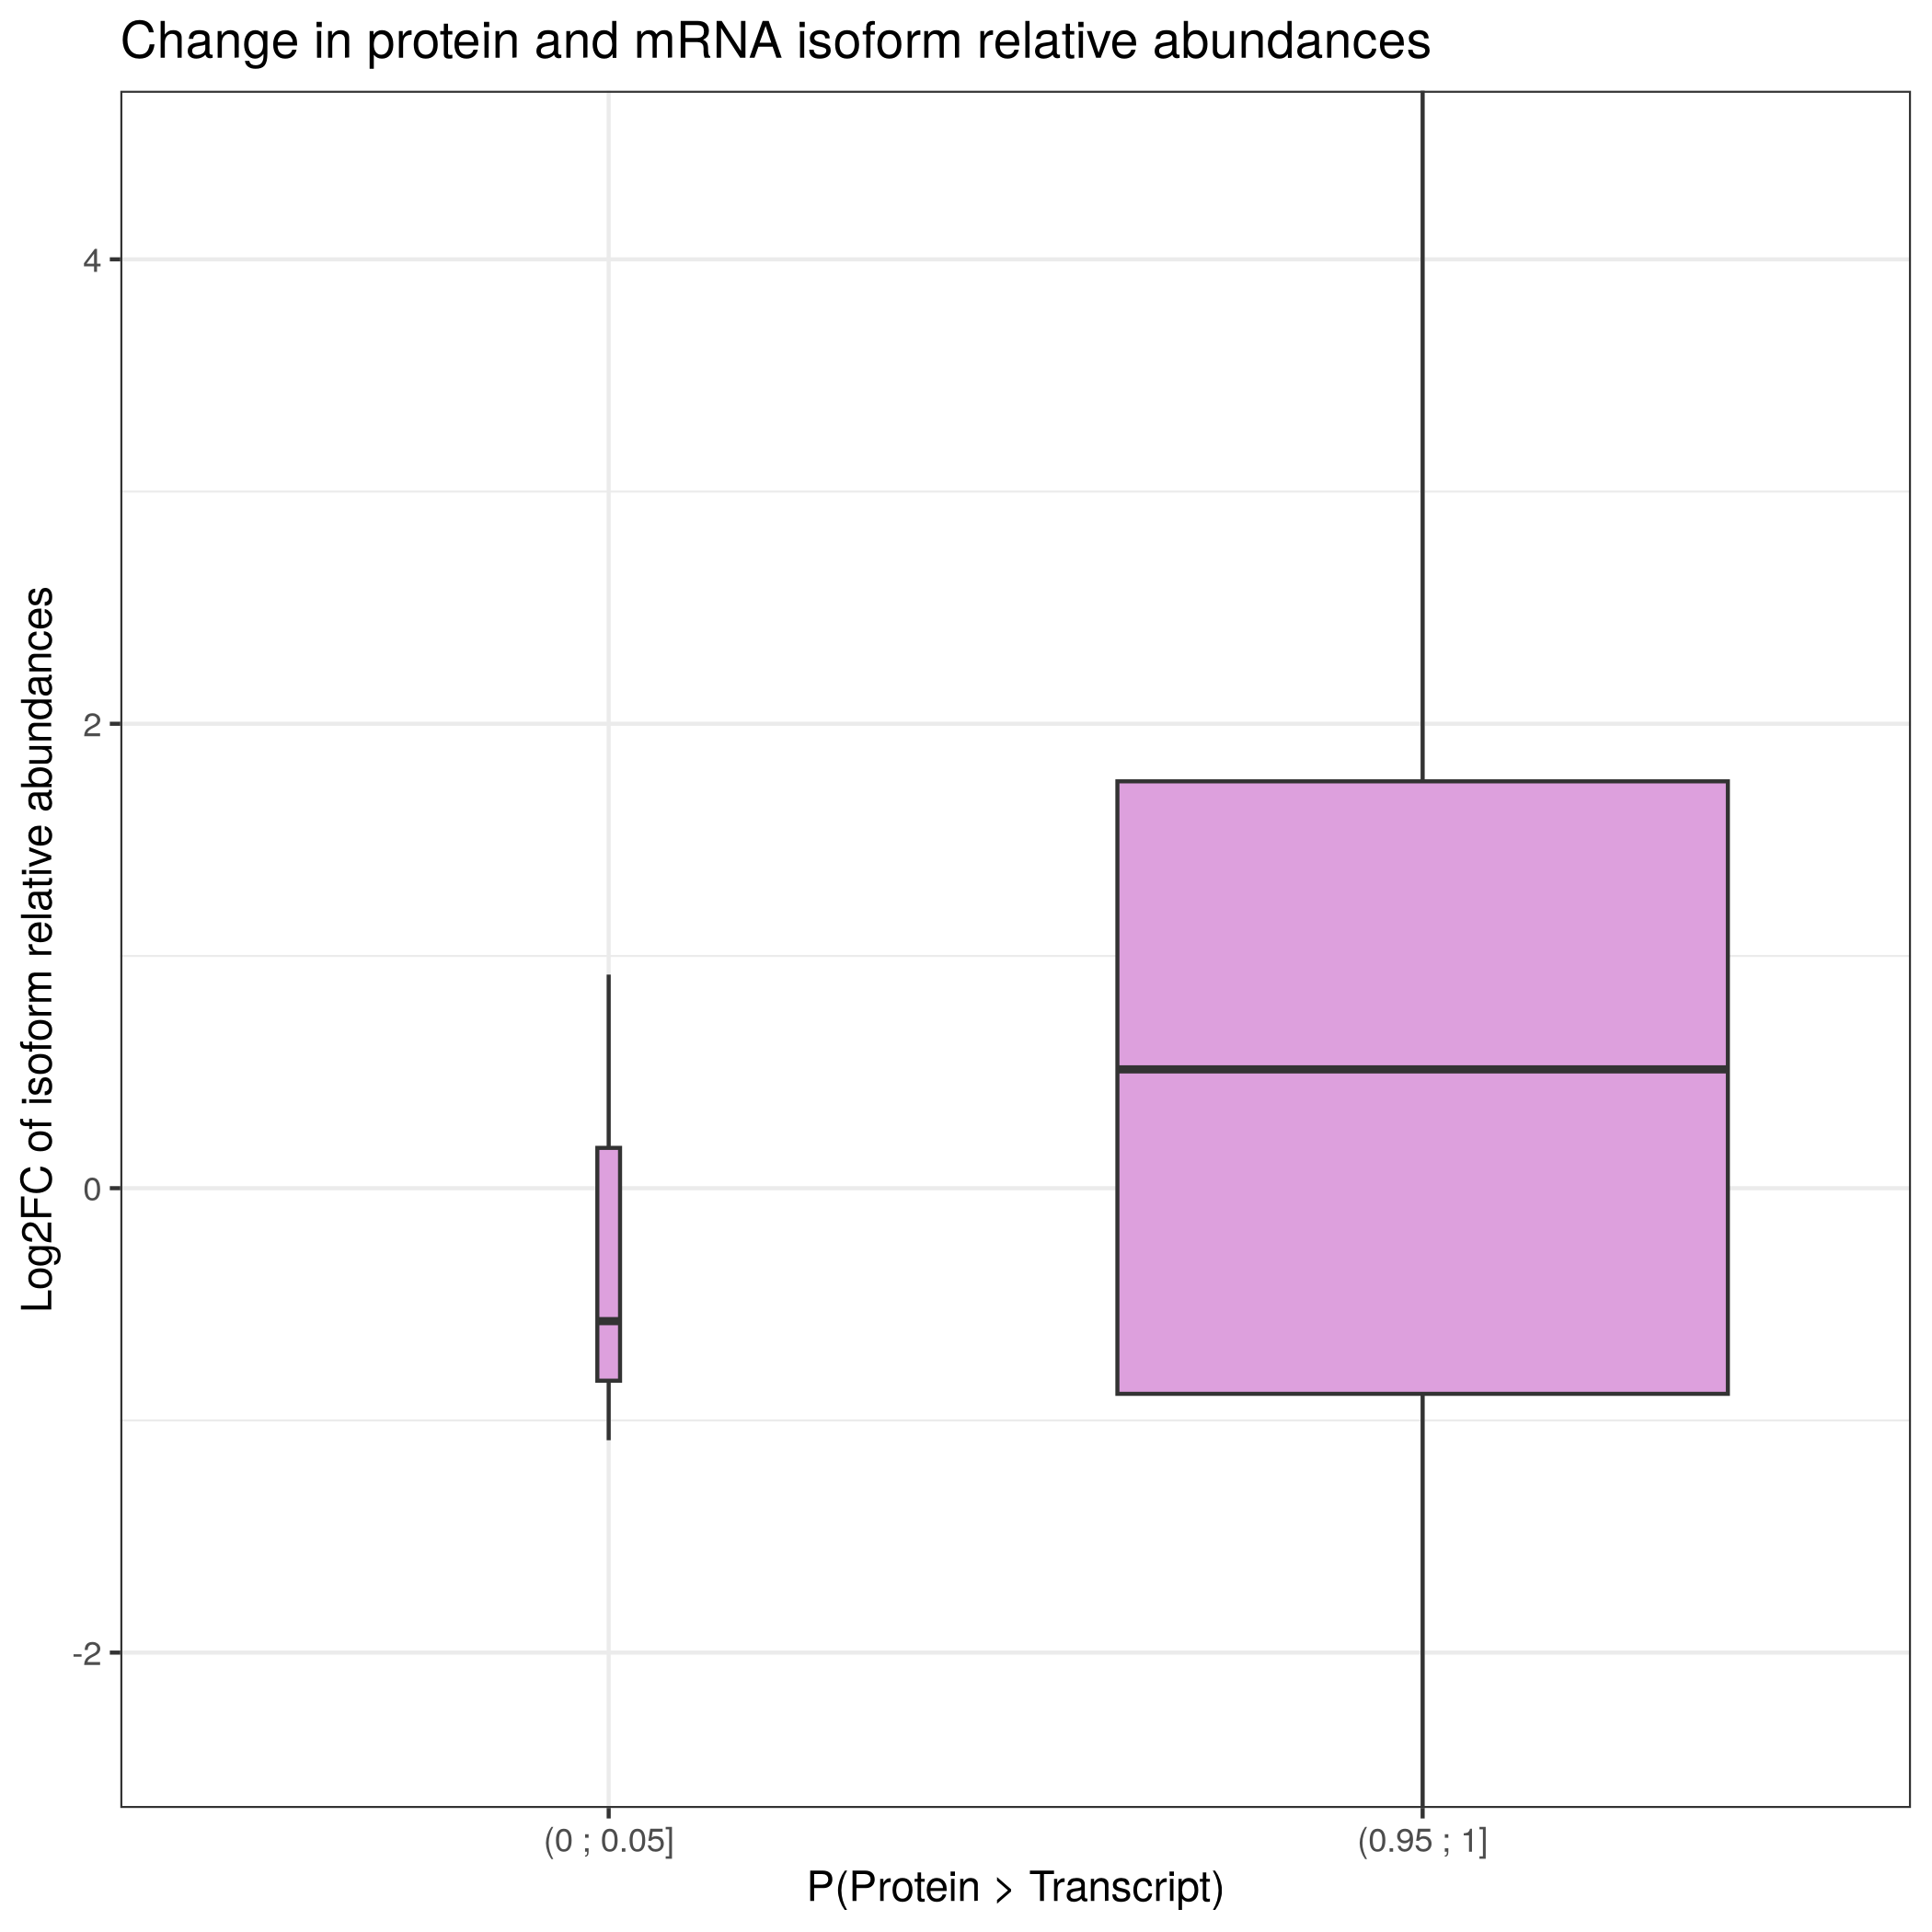 Change in protein and mRNA isoform relative abundances
Log2FC of isoform relative abundances
4
2
0
-2
(0 ; 0.05]
(0.95 ; 1]
P(Protein > Transcript)